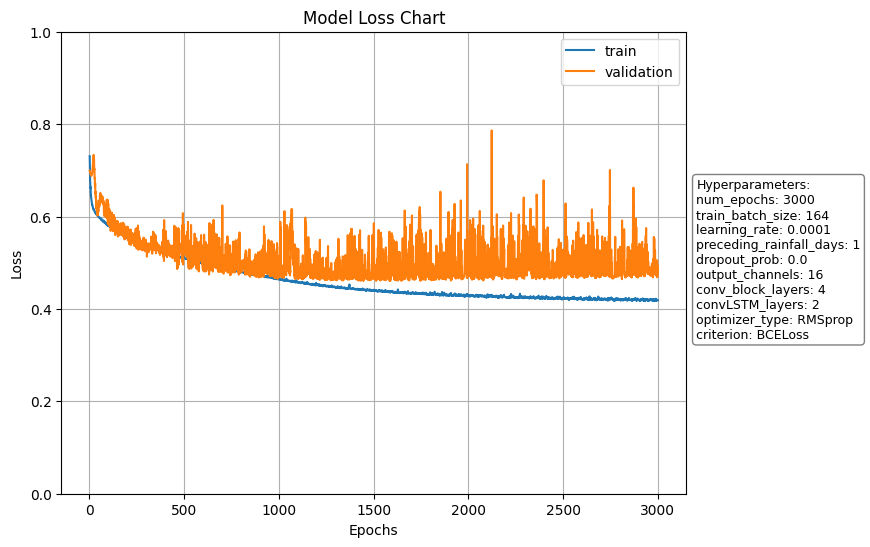 Model Loss Chart
1.0
0.8
0.6
0.4
0.2
0.0
Loss
0
500
1000
1500
2000
2500
3000
Epochs
train
validation
Hyperparameters:
num_epochs: 3000
train_batch_size: 164
learning_rate: 0.0001
preceding_rainfall_days: 1
dropout_prob: 0.0
output_channels: 16
conv_block_layers: 4
convLSTM_layers: 2
optimizer_type: RMSprop
criterion: BCELoss